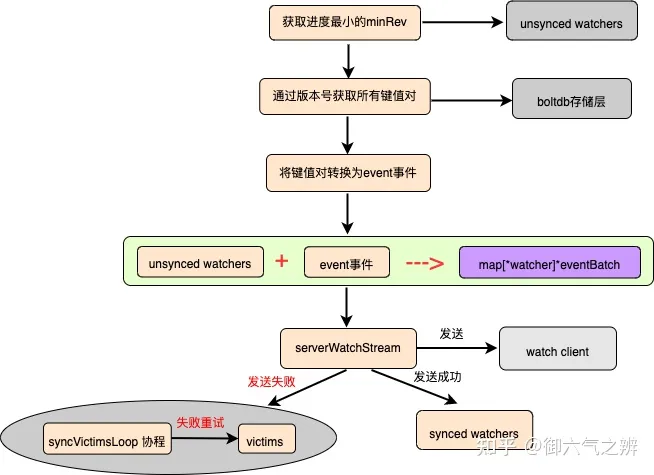 获取进度最小的minRev
unsynced watchers
通过版本号获取所有键值对
boltdb存储层
将键值对转换为event事件
unsynced watchers + event事件 ---> map[*watcher]*eventBatch
serverWatchStream
发送
watch client
发送失败
发送成功
syncVictimsLoop 协程
失败重试
victims
synced watchers
知乎 @御六气之辨